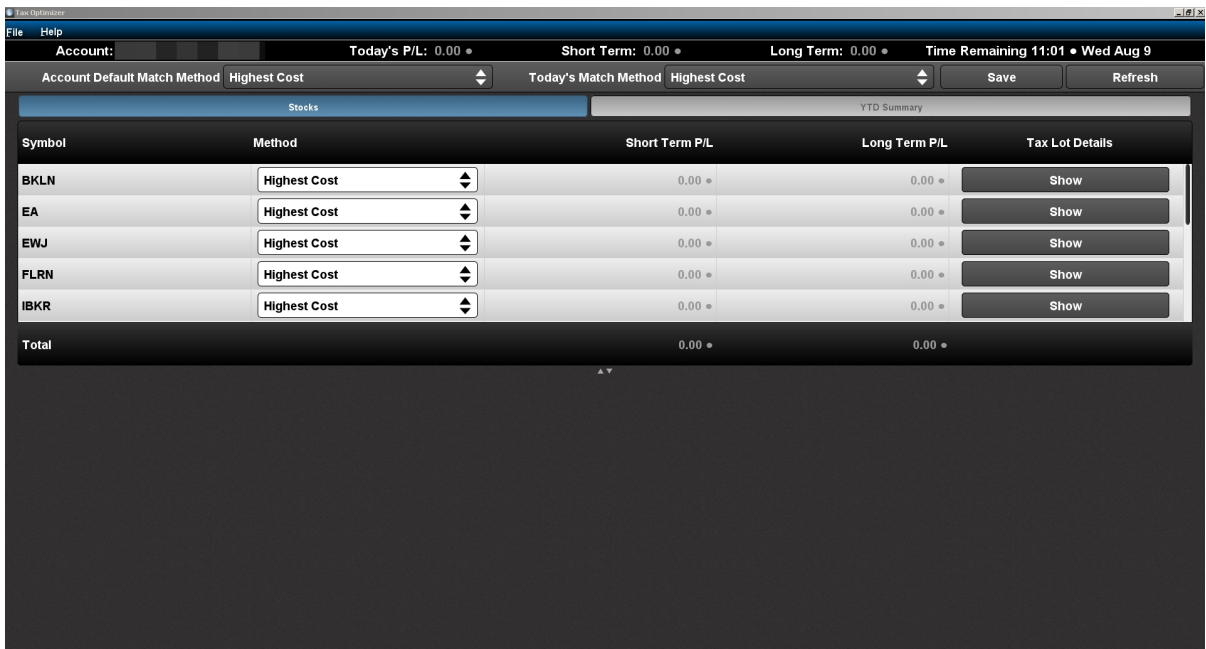 Tax Optimizer
File Help
Account: Today's P/L: 0.00 Short Term: 0.00 Long Term: 0.00 Time Remaining 11:01 ● Wed Aug 9
Account Default Match Method Highest Cost Today's Match Method Highest Cost Save Refresh
Stocks YTD Summary
Symbol Method Short Term P/L Long Term P/L Tax Lot Details
BKLN Highest Cost 0.00 0.00 Show
EA Highest Cost 0.00 0.00 Show
EWJ Highest Cost 0.00 0.00 Show
FLRN Highest Cost 0.00 0.00 Show
IBKR Highest Cost 0.00 0.00 Show
Total 0.00 0.00